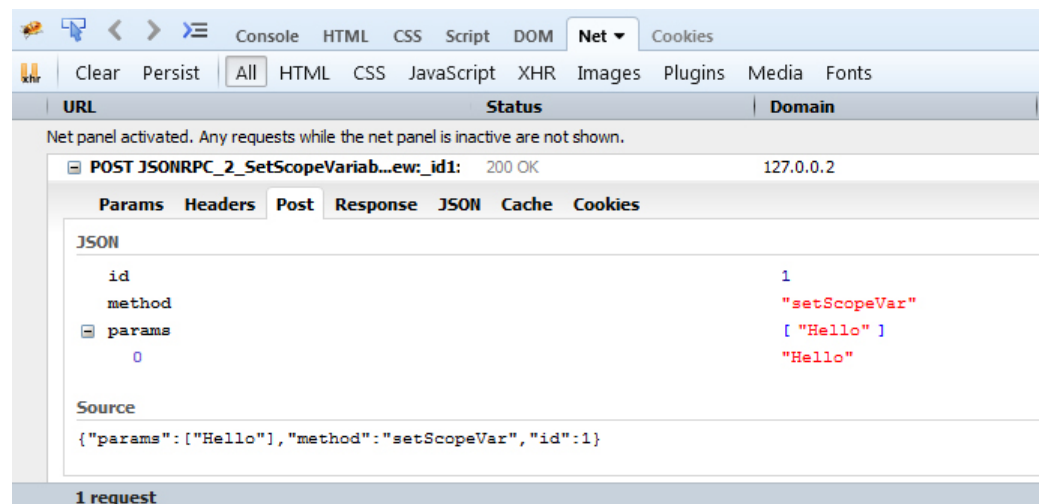 Console HTML CSS Script DOM Net Cookies
xhr Clear Persist All HTML CSS JavaScript XHR Images Plugins Media Fonts
URL Status Domain
Net panel activated. Any requests while the net panel is inactive are not shown.
POST JSONRPC_2_SetScopeVariab...ew:_id1: 200 OK 127.0.0.2
Params Headers Post Response JSON Cache Cookies
JSON
id 1
method "setScopeVar"
params ["Hello"]
0 "Hello"
Source
{"params":["Hello"],"method":"setScopeVar","id":1}
1 request